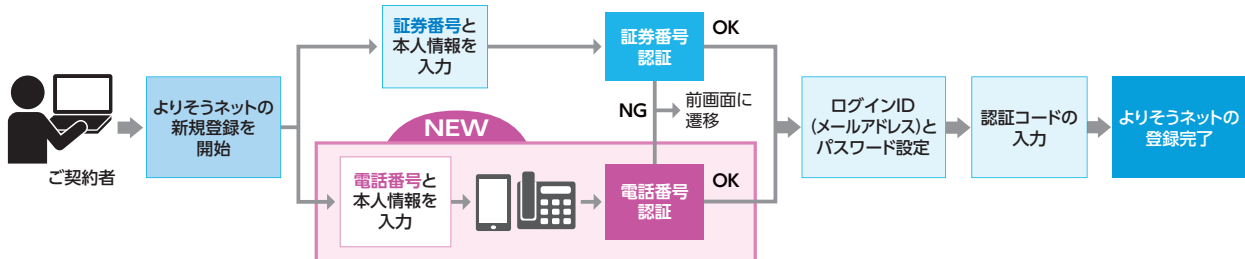 ご契約者
よりそうネットの
新規登録を
開始
証券番号と
本人情報を
入力
証券番号
認証
OK
NG
前画面に
遷移
NEW
電話番号と
本人情報を
入力
電話番号
認証
OK
ログインID
(メールアドレス)と
パスワード設定
認証コードの
入力
よりそうネットの
登録完了